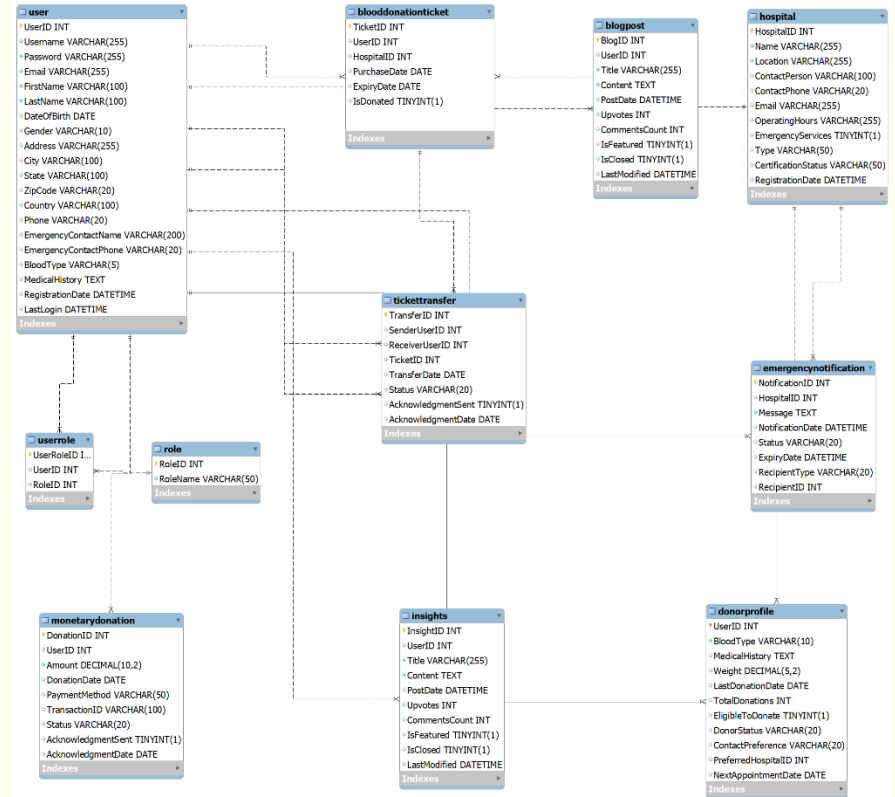 user
UserID INT
Username VARCHAR(255)
Password VARCHAR(255)
Email VARCHAR(255)
FirstName VARCHAR(100)
LastName VARCHAR(100)
DateOfBirth DATE
Gender VARCHAR(10)
Address VARCHAR(255)
City VARCHAR(100)
State VARCHAR(100)
ZipCode VARCHAR(20)
Country VARCHAR(100)
Phone VARCHAR(20)
EmergencyContactName VARCHAR(200)
EmergencyContactPhone VARCHAR(20)
BloodType VARCHAR(5)
MedicalHistory TEXT
RegistrationDate DATETIME
LastLogin DATETIME
Indexes
blooddonationticket
TicketID INT
UserID INT
HospitalID INT
PurchaseDate DATE
ExpiryDate DATE
IsDonated TINYINT(1)
Indexes
blogpost
BlogID INT
UserID INT
Title VARCHAR(255)
Content TEXT
PostDate DATETIME
Upvotes INT
CommentsCount INT
IsFeatured TINYINT(1)
IsClosed TINYINT(1)
LastModified DATETIME
Indexes
hospital
HospitalID INT
Name VARCHAR(255)
Location VARCHAR(255)
ContactPerson VARCHAR(100)
ContactPhone VARCHAR(20)
Email VARCHAR(255)
OperatingHours VARCHAR(255)
EmergencyServices TINYINT(1)
Type VARCHAR(50)
CertificationStatus VARCHAR(50)
RegistrationDate DATETIME
Indexes
tickettransfer
TransferID INT
SenderUserID INT
ReceiverUserID INT
TicketID INT
TransferDate DATE
Status VARCHAR(20)
AcknowledgmentSent TINYINT(1)
AcknowledgmentDate DATE
Indexes
emergencynotification
NotificationID INT
HospitalID INT
Message TEXT
NotificationDate DATETIME
Status VARCHAR(20)
ExpiryDate DATETIME
RecipientType VARCHAR(20)
RecipientID INT
Indexes
userrole
UserRoleID I...
UserID INT
RoleID INT
Indexes
role
RoleID INT
RoleName VARCHAR(50)
Indexes
monetarydonation
DonationID INT
UserID INT
Amount DECIMAL(10,2)
DonationDate DATE
PaymentMethod VARCHAR(50)
TransactionID VARCHAR(100)
Status VARCHAR(20)
AcknowledgmentSent TINYINT(1)
AcknowledgmentDate DATE
Indexes
insights
InsightID INT
UserID INT
Title VARCHAR(255)
Content TEXT
PostDate DATETIME
Upvotes INT
CommentsCount INT
IsFeatured TINYINT(1)
IsClosed TINYINT(1)
LastModified DATETIME
Indexes
donorprofile
UserID INT
BloodType VARCHAR(10)
MedicalHistory TEXT
Weight DECIMAL(5,2)
LastDonationDate DATE
TotalDonations INT
EligibleToDonate TINYINT(1)
DonorStatus VARCHAR(20)
ContactPreference VARCHAR(20)
PreferredHospitalID INT
NextAppointmentDate DATE
Indexes